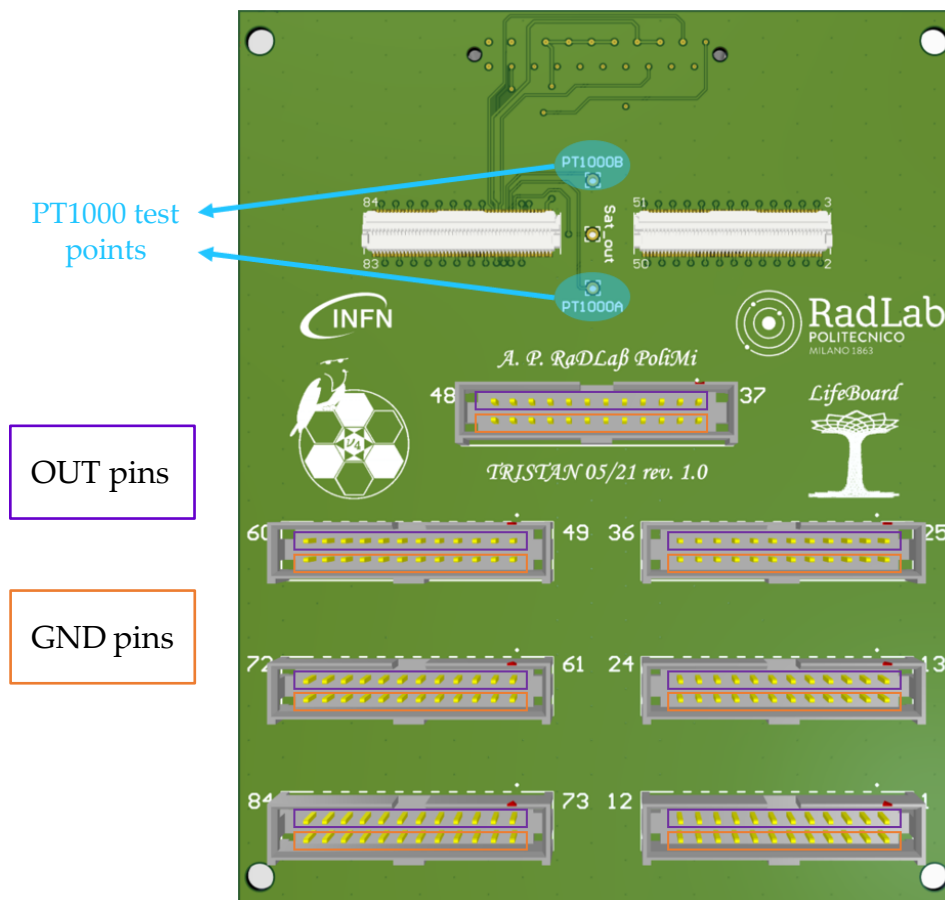 PT1000B
PT1000 test
points
84
51
3
Sat_out
83
50
2
PT1000A
INFN
RadLab
POLITECNICO
MILANO 1863
A. P. RaDLaβ PoliMi
48
37
LifeBoard
ν4
OUT pins
TRISTAN 05/21 rev. 1.0
60
49
36
25
GND pins
72
61
24
13
84
73
12
1